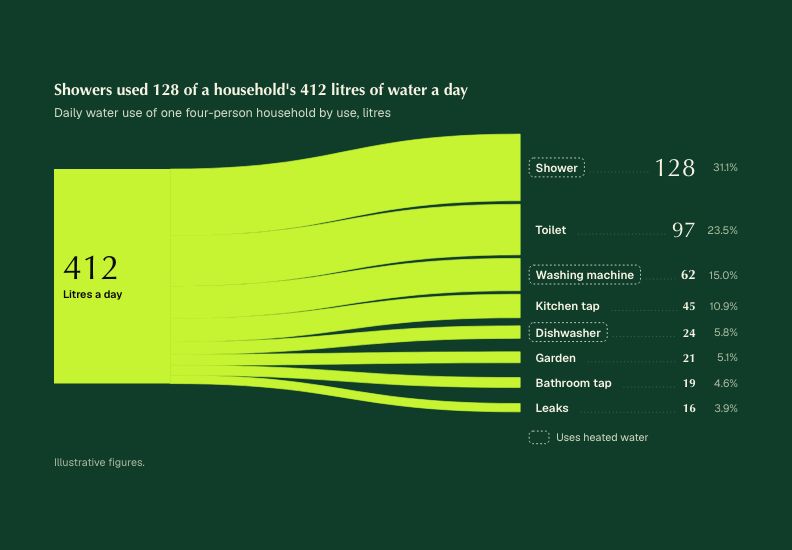 Showers used 128 of a household's 412 litres of water a day
Daily water use of one four-person household by use, litres
412
Litres a day
Shower 128 31.1%
Toilet 97 23.5%
Washing machine 62 15.0%
Kitchen tap 45 10.9%
Dishwasher 24 5.8%
Garden 21 5.1%
Bathroom tap 19 4.6%
Leaks 16 3.9%
Uses heated water
Illustrative figures.